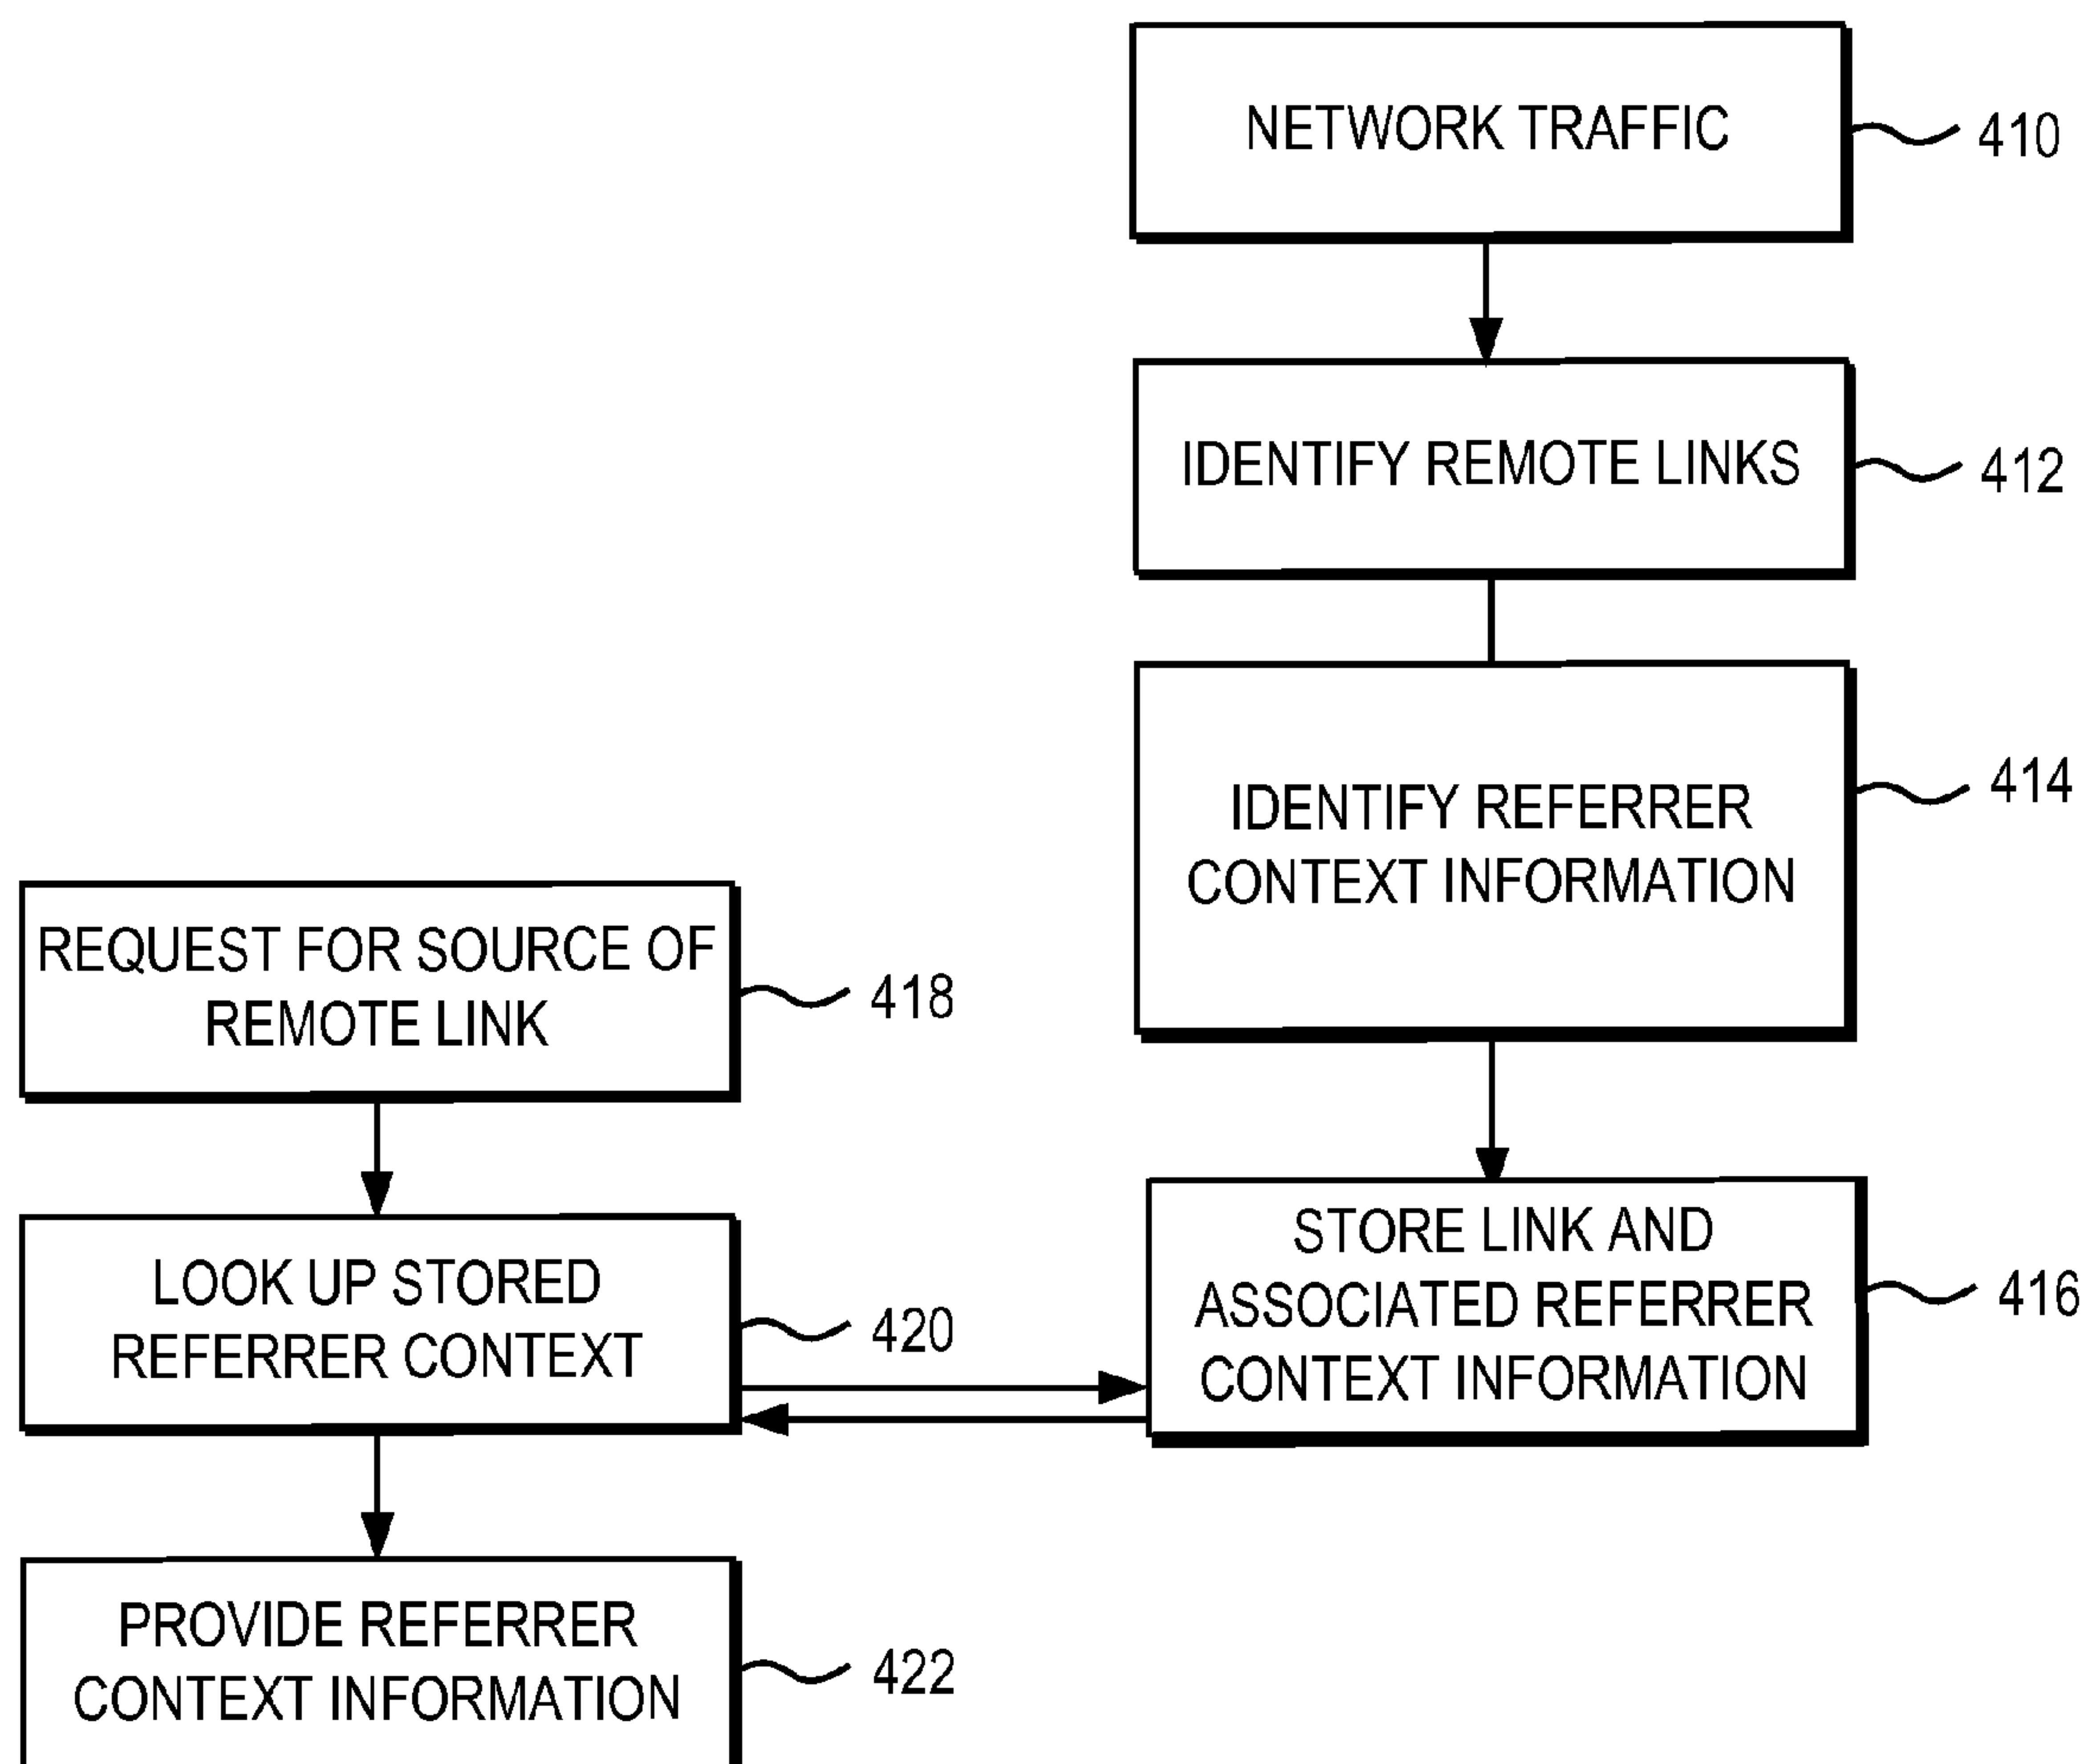 NETWORK TRAFFIC
410
IDENTIFY REMOTE LINKS
412
IDENTIFY REFERRER
CONTEXT INFORMATION
414
STORE LINK AND
ASSOCIATED REFERRER
CONTEXT INFORMATION
416
REQUEST FOR SOURCE OF
REMOTE LINK
418
LOOK UP STORED
REFERRER CONTEXT
420
PROVIDE REFERRER
CONTEXT INFORMATION
422